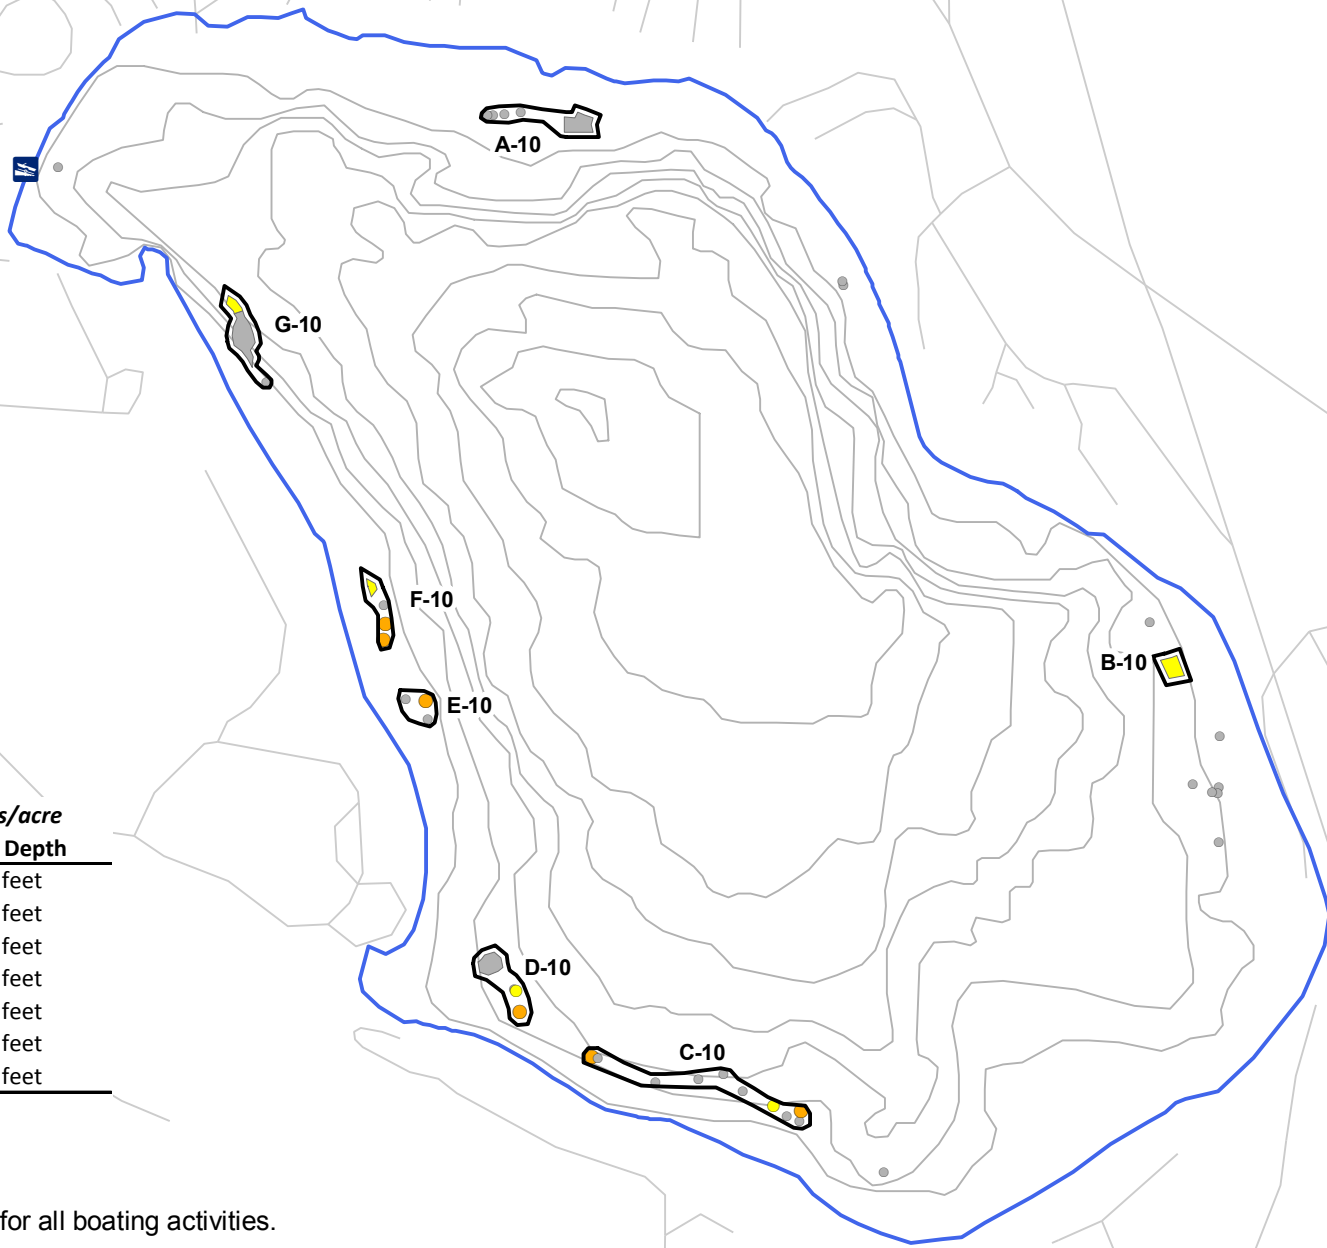 A-10
G-10
F-10
B-10
E-10
s/acre
Depth
feet
feet
feet
feet
feet
feet
feet
D-10
C-10
for all boating activities.